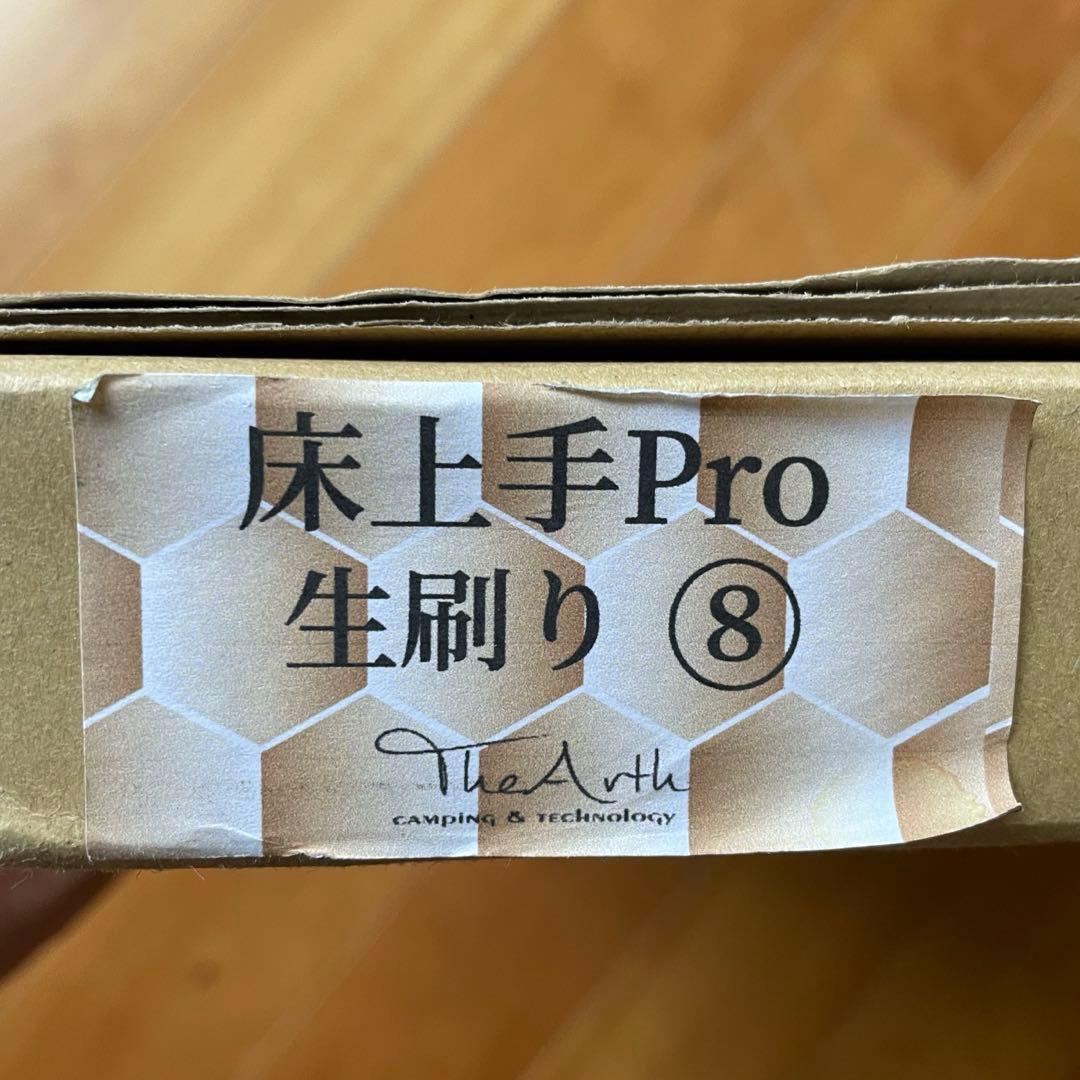 床上手Pro
生刷り ⑧
TheArth
CAMPING & TECHNOLOGY